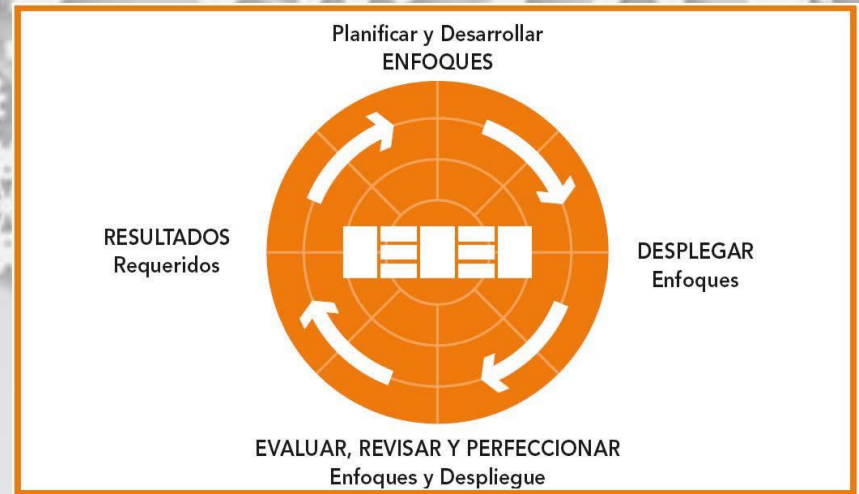 Planificar y Desarrollar
ENFOQUES
RESULTADOS
Requeridos
DESPLEGAR
Enfoques
EVALUAR, REVISAR Y PERFECCIONAR
Enfoques y Despliegue